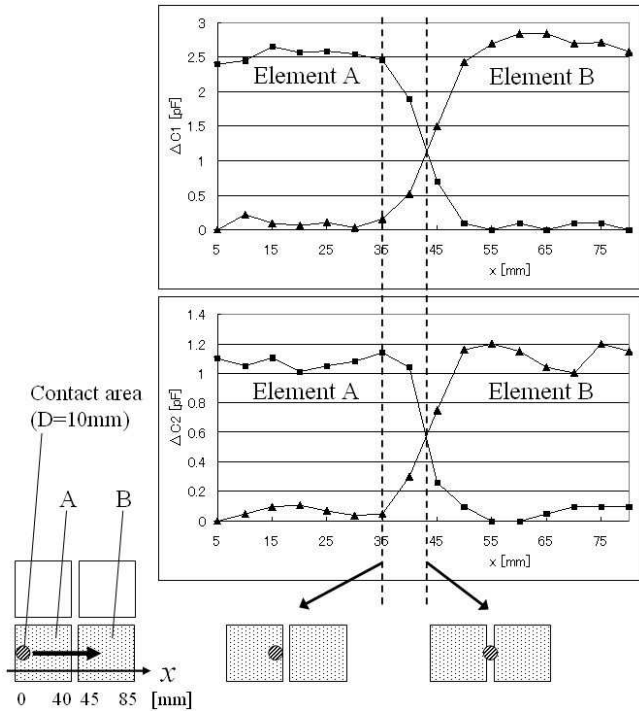 3
2.5
2
1.5
1
0.5
0
△C1 [pF]
Element A
Element B
5 15 25 35 45 55 65 75
x [mm]
1.4
1.2
1
0.8
0.6
0.4
0.2
0
△C2 [pF]
Element A
Element B
5 15 25 35 45 55 65 75
x [mm]
Contact area
(D=10mm)
A B
x
0 40 45 85 [mm]